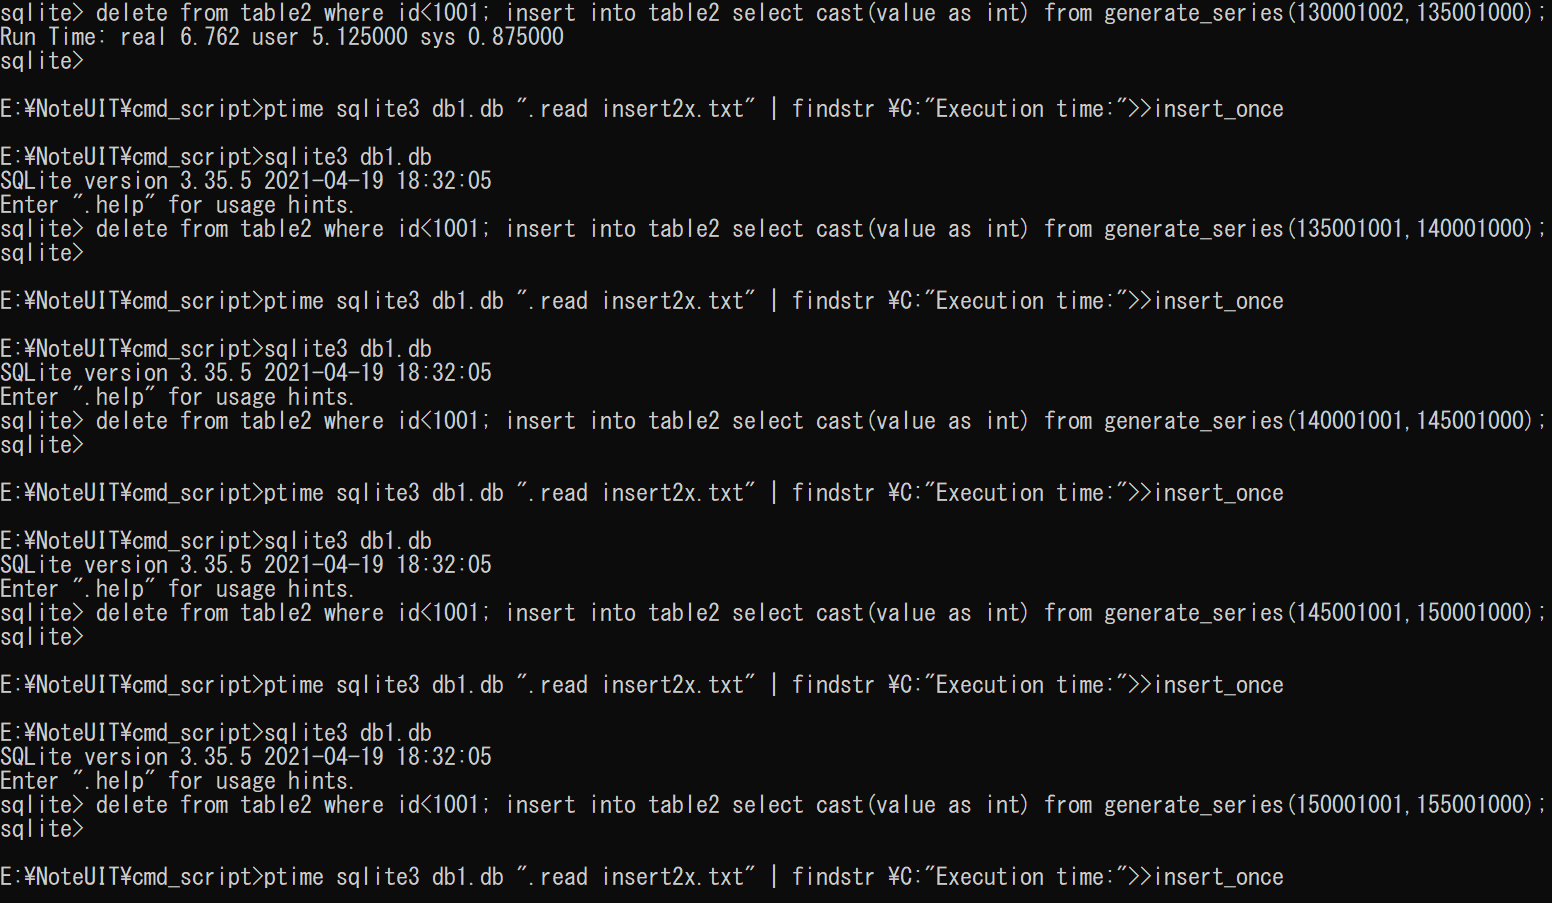 sqlite> delete from table2 where id<1001; insert into table2 select cast(value as int) from generate_series(130001002,135001000);
Run Time: real 6.762 user 5.125000 sys 0.875000
sqlite>
E:¥NoteUIT¥cmd_script>ptime sqlite3 db1.db ".read insert2x.txt" | findstr ¥C:"Execution time:">>insert_once
E:¥NoteUIT¥cmd_script>sqlite3 db1.db
SQLite version 3.35.5 2021-04-19 18:32:05
Enter ".help" for usage hints.
sqlite> delete from table2 where id<1001; insert into table2 select cast(value as int) from generate_series(135001001,140001000);
sqlite>
E:¥NoteUIT¥cmd_script>ptime sqlite3 db1.db ".read insert2x.txt" | findstr ¥C:"Execution time:">>insert_once
E:¥NoteUIT¥cmd_script>sqlite3 db1.db
SQLite version 3.35.5 2021-04-19 18:32:05
Enter ".help" for usage hints.
sqlite> delete from table2 where id<1001; insert into table2 select cast(value as int) from generate_series(140001001,145001000);
sqlite>
E:¥NoteUIT¥cmd_script>ptime sqlite3 db1.db ".read insert2x.txt" | findstr ¥C:"Execution time:">>insert_once
E:¥NoteUIT¥cmd_script>sqlite3 db1.db
SQLite version 3.35.5 2021-04-19 18:32:05
Enter ".help" for usage hints.
sqlite> delete from table2 where id<1001; insert into table2 select cast(value as int) from generate_series(145001001,150001000);
sqlite>
E:¥NoteUIT¥cmd_script>ptime sqlite3 db1.db ".read insert2x.txt" | findstr ¥C:"Execution time:">>insert_once
E:¥NoteUIT¥cmd_script>sqlite3 db1.db
SQLite version 3.35.5 2021-04-19 18:32:05
Enter ".help" for usage hints.
sqlite> delete from table2 where id<1001; insert into table2 select cast(value as int) from generate_series(150001001,155001000);
sqlite>
E:¥NoteUIT¥cmd_script>ptime sqlite3 db1.db ".read insert2x.txt" | findstr ¥C:"Execution time:">>insert_once